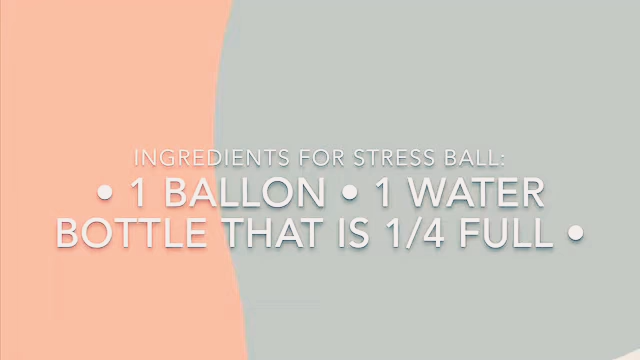 INGREDIENTS FOR STRESS BALL:
• 1 BALLON • 1 WATER
BOTTLE THAT IS 1/4 FULL •